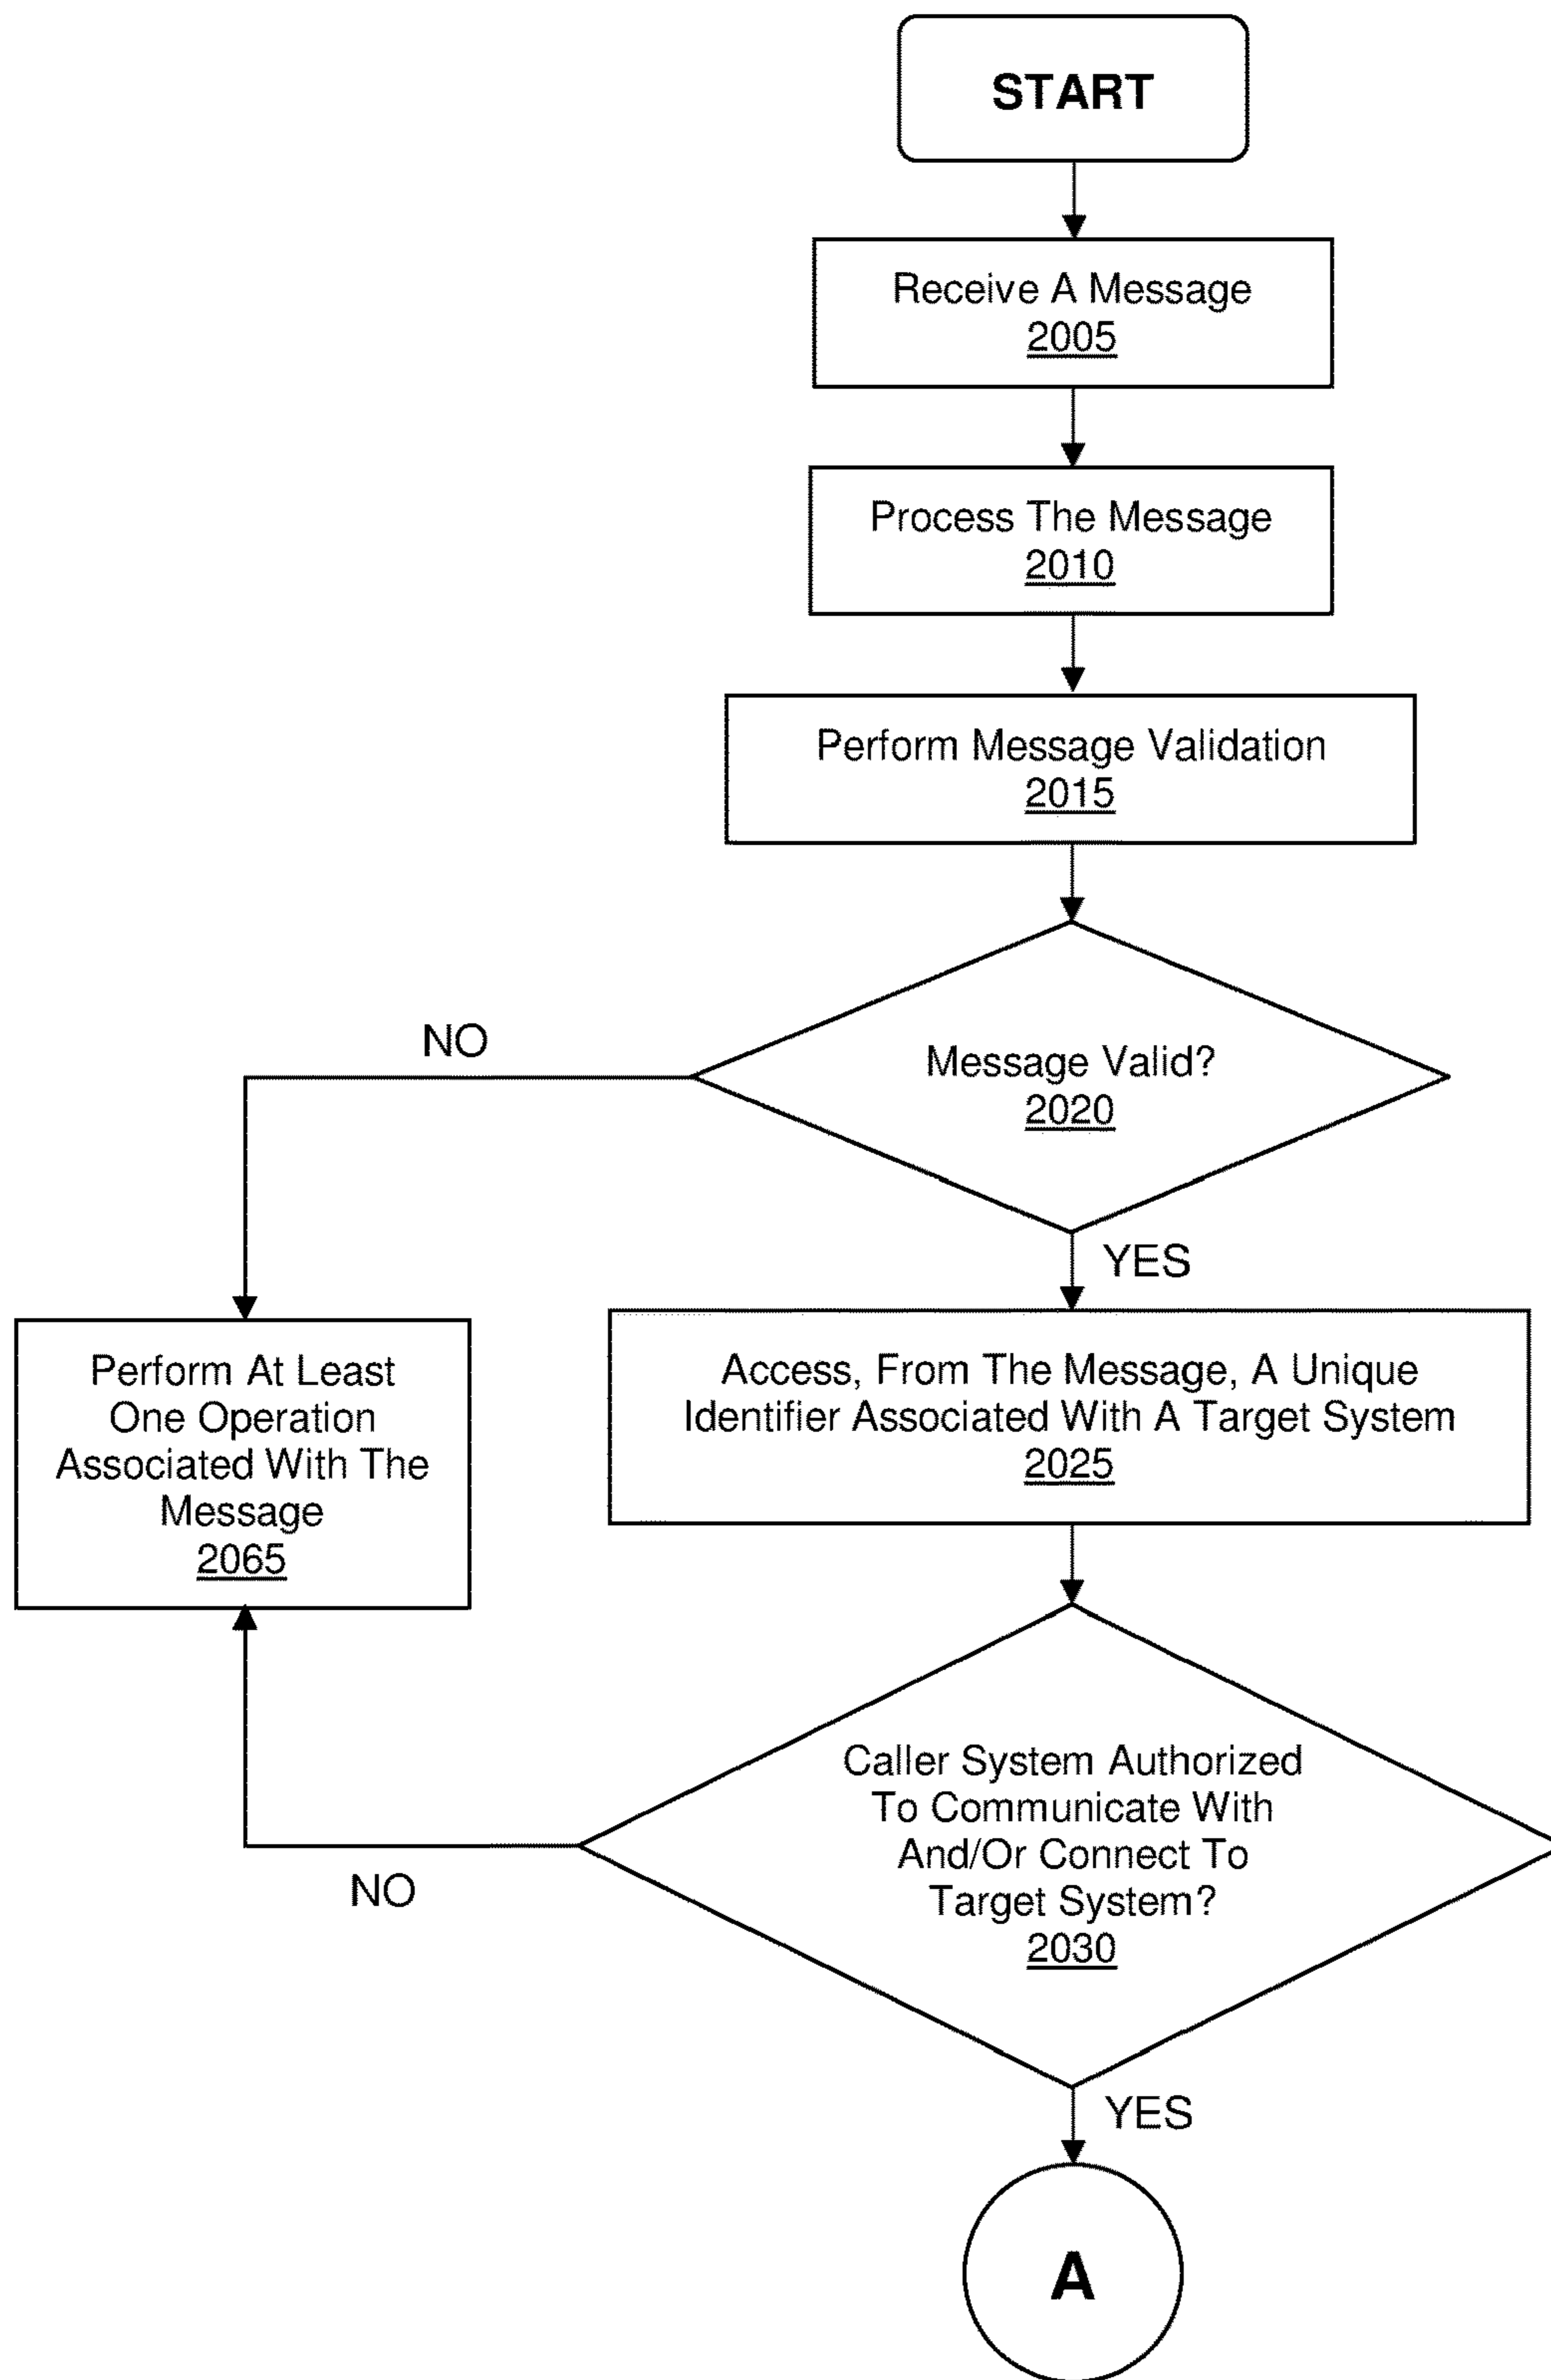 START
Receive A Message
2005
Process The Message
2010
Perform Message Validation
2015
Message Valid?
2020
NO
YES
Perform At Least
One Operation
Associated With The
Message
2065
Access, From The Message, A Unique
Identifier Associated With A Target System
2025
Caller System Authorized
To Communicate With
And/Or Connect To
Target System?
2030
NO
YES
A